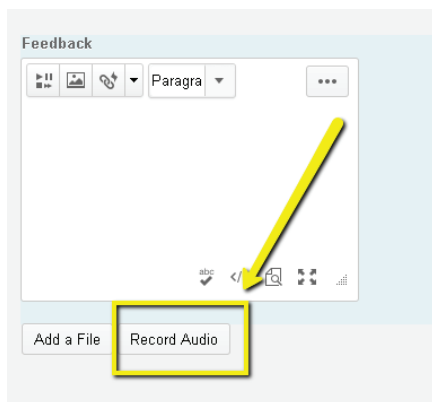 Feedback
Paragra
abc
</
Add a File Record Audio